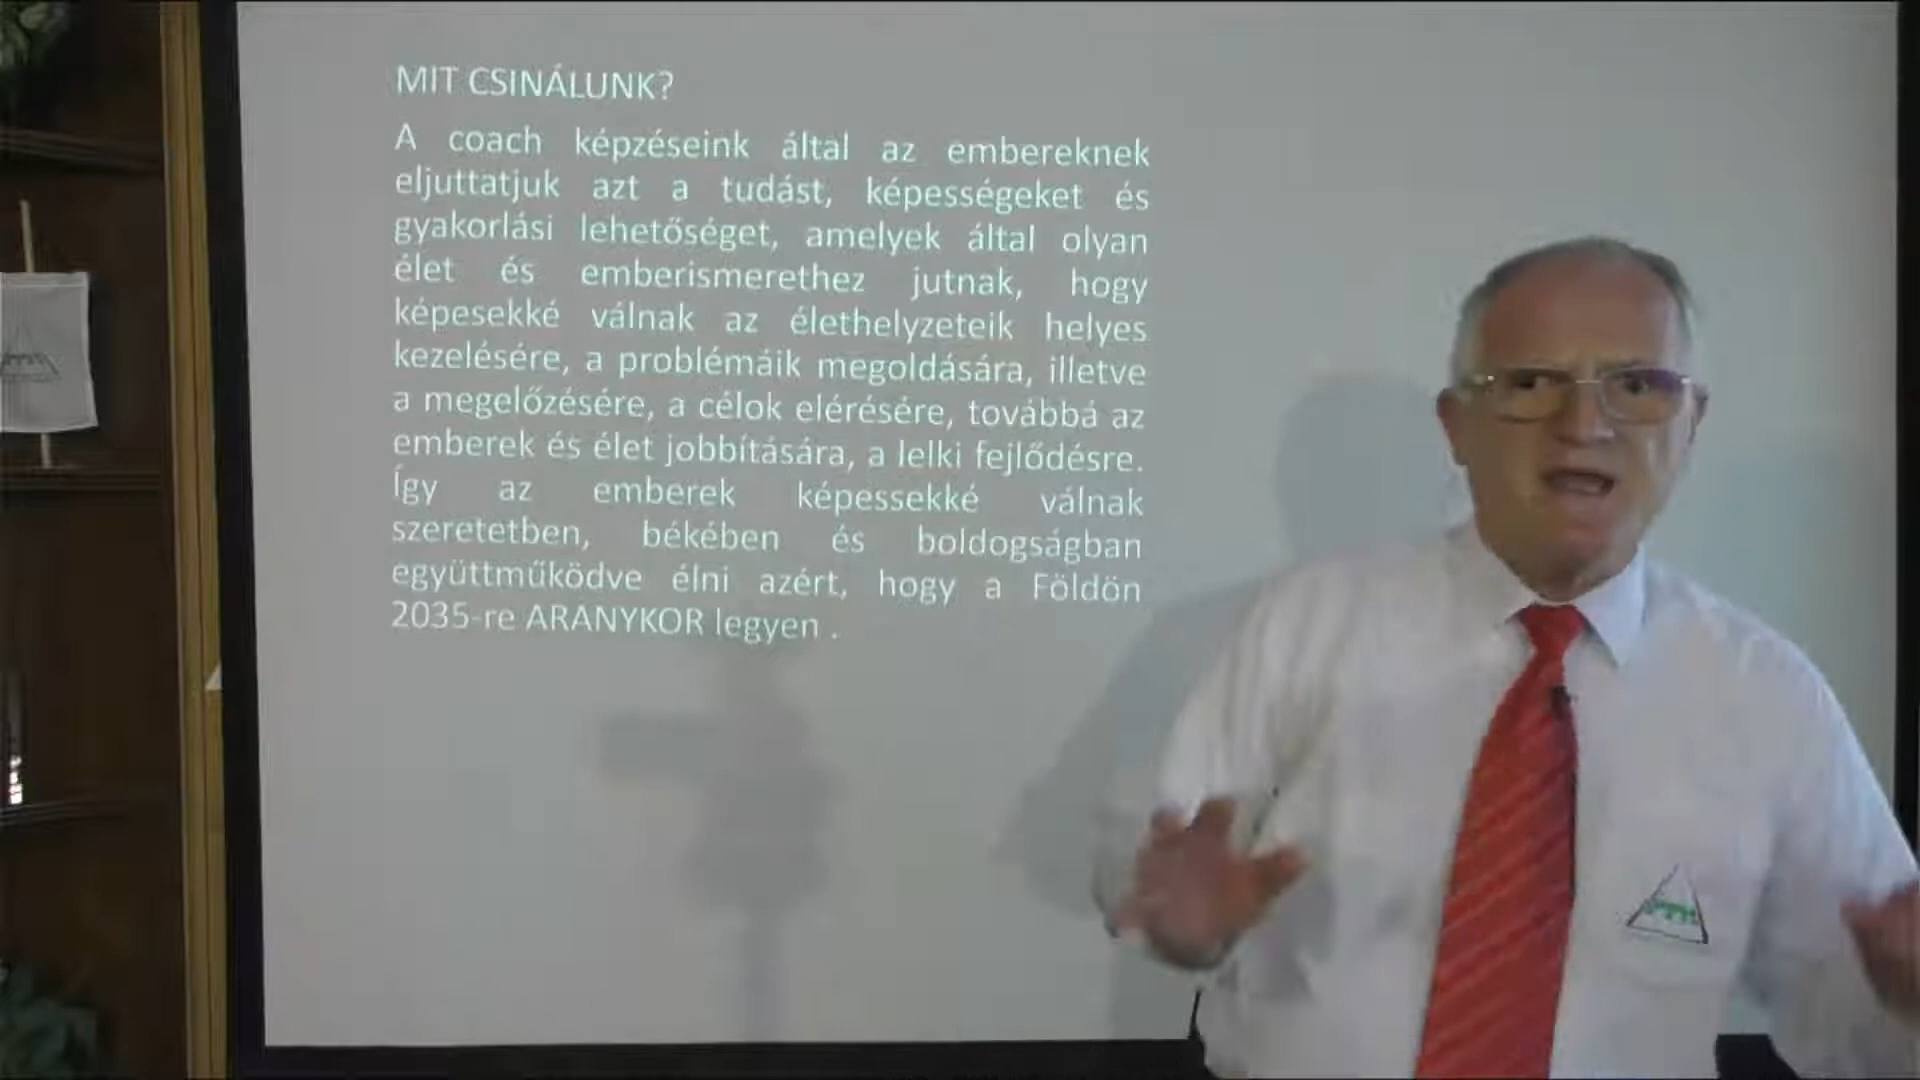 MIT CSINÁLUNK?
A coach képzéseink által az embereknek
eljuttatjuk azt a tudást, képességeket és
gyakorlási lehetőséget, amelyek által olyan
élet és emberismerethez jutnak, hogy
képesekké válnak az élethelyzeteik helyes
kezelésére, a problémáik megoldására, illetve
a megelőzésére, a célok elérésére, továbbá az
emberek és élet jobbítására, a lelki fejlődésre.
Így az emberek képessekké válnak
szeretetben, békében és boldogságban
együttműködve élni azért, hogy a Földön
2035-re ARANYKOR legyen .